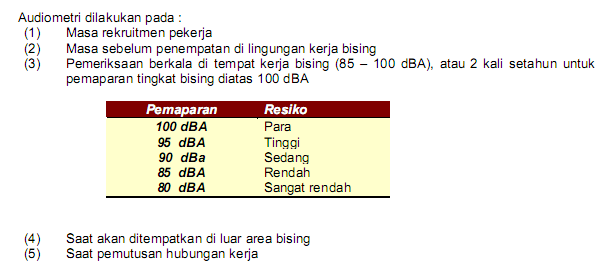 Audiometri dilakukan pada :
(1) Masa rekruitmen pekerja
(2) Masa sebelum penempatan di lingungan kerja bising
(3) Pemeriksaan berkala di tempat kerja bising (85 – 100 dBA), atau 2 kali setahun untuk
pemaparan tingkat bising diatas 100 dBA
Pemaparan Resiko
100 dBA Para
95 dBA Tinggi
90 dBa Sedang
85 dBA Rendah
80 dBA Sangat rendah
(4) Saat akan ditempatkan di luar area bising
(5) Saat pemutusan hubungan kerja